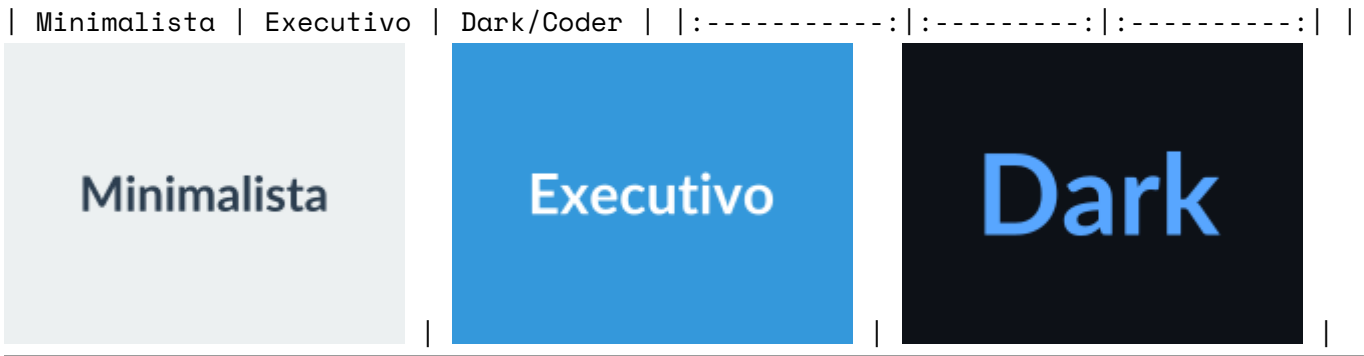 | Minimalista | Executivo | Dark/Coder | |:-----------:|:---------:|:----------:| |
Minimalista | Executivo | Dark |